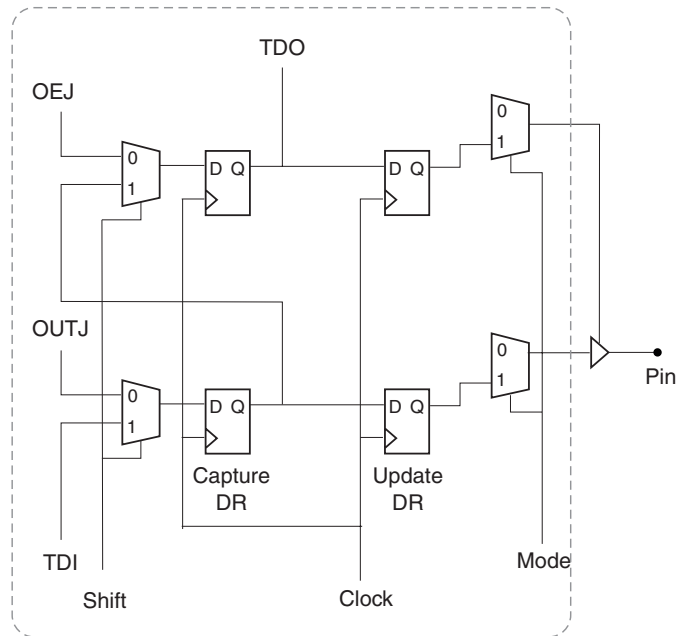 TDO
OEJ
0
1
D Q
D Q
0
1
OUTJ
0
1
D Q
D Q
0
1
Pin
Capture
DR
Update
DR
TDI
Shift
Clock
Mode